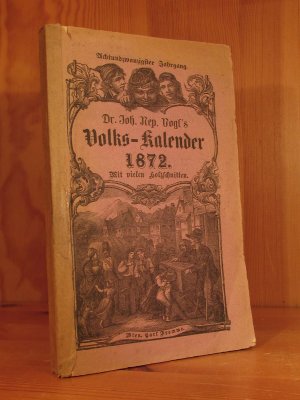 Achtundzwanzigster Jahrgang.
Dr. Joh. Nep. Vogl's
Volks-Kalender
1872.
Mit vielen Holzschnitten.
Wien. Carl Fromme.